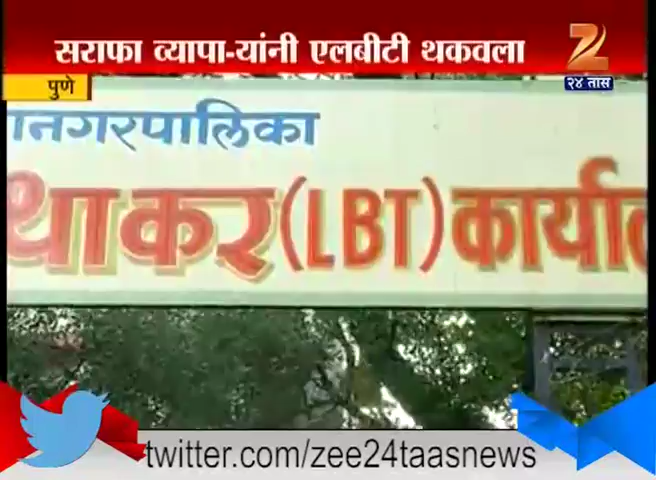 सराफा व्यापा-यांनी एलबीटी थकवला
Z
२४ तास
पुणे
नगरपालिका
थाकर (LBT) कार्या
twitter.com/zee24taasnews